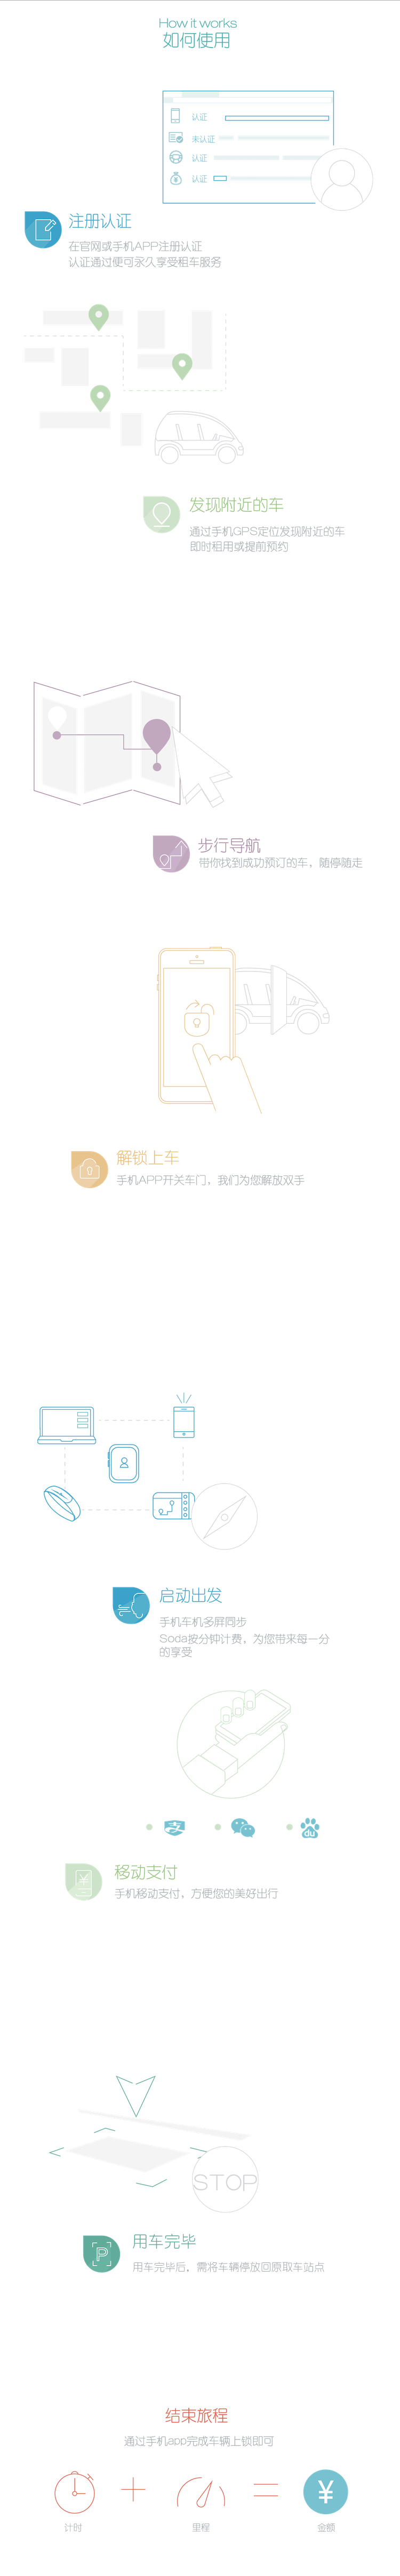 How it works
如何使用
认证
未认证
认证
认证
注册认证
在官网或手机APP注册认证
认证通过便可永久享受租车服务
发现附近的车
通过手机GPS定位发现附近的车
即时租用或提前预约
步行导航
带你找到成功预订的车，随停随走
解锁上车
手机APP开关车门，我们为您解放双手
启动出发
手机车机多屏同步
Soda按分钟计费，为您带来每一分
的享受
支
du
移动支付
手机移动支付，方便您的美好出行
STOP
P
用车完毕
用车完毕后，需将车辆停放回原取车站点
结束旅程
通过手机app完成车辆上锁即可
+ = ¥
计时 里程 金额